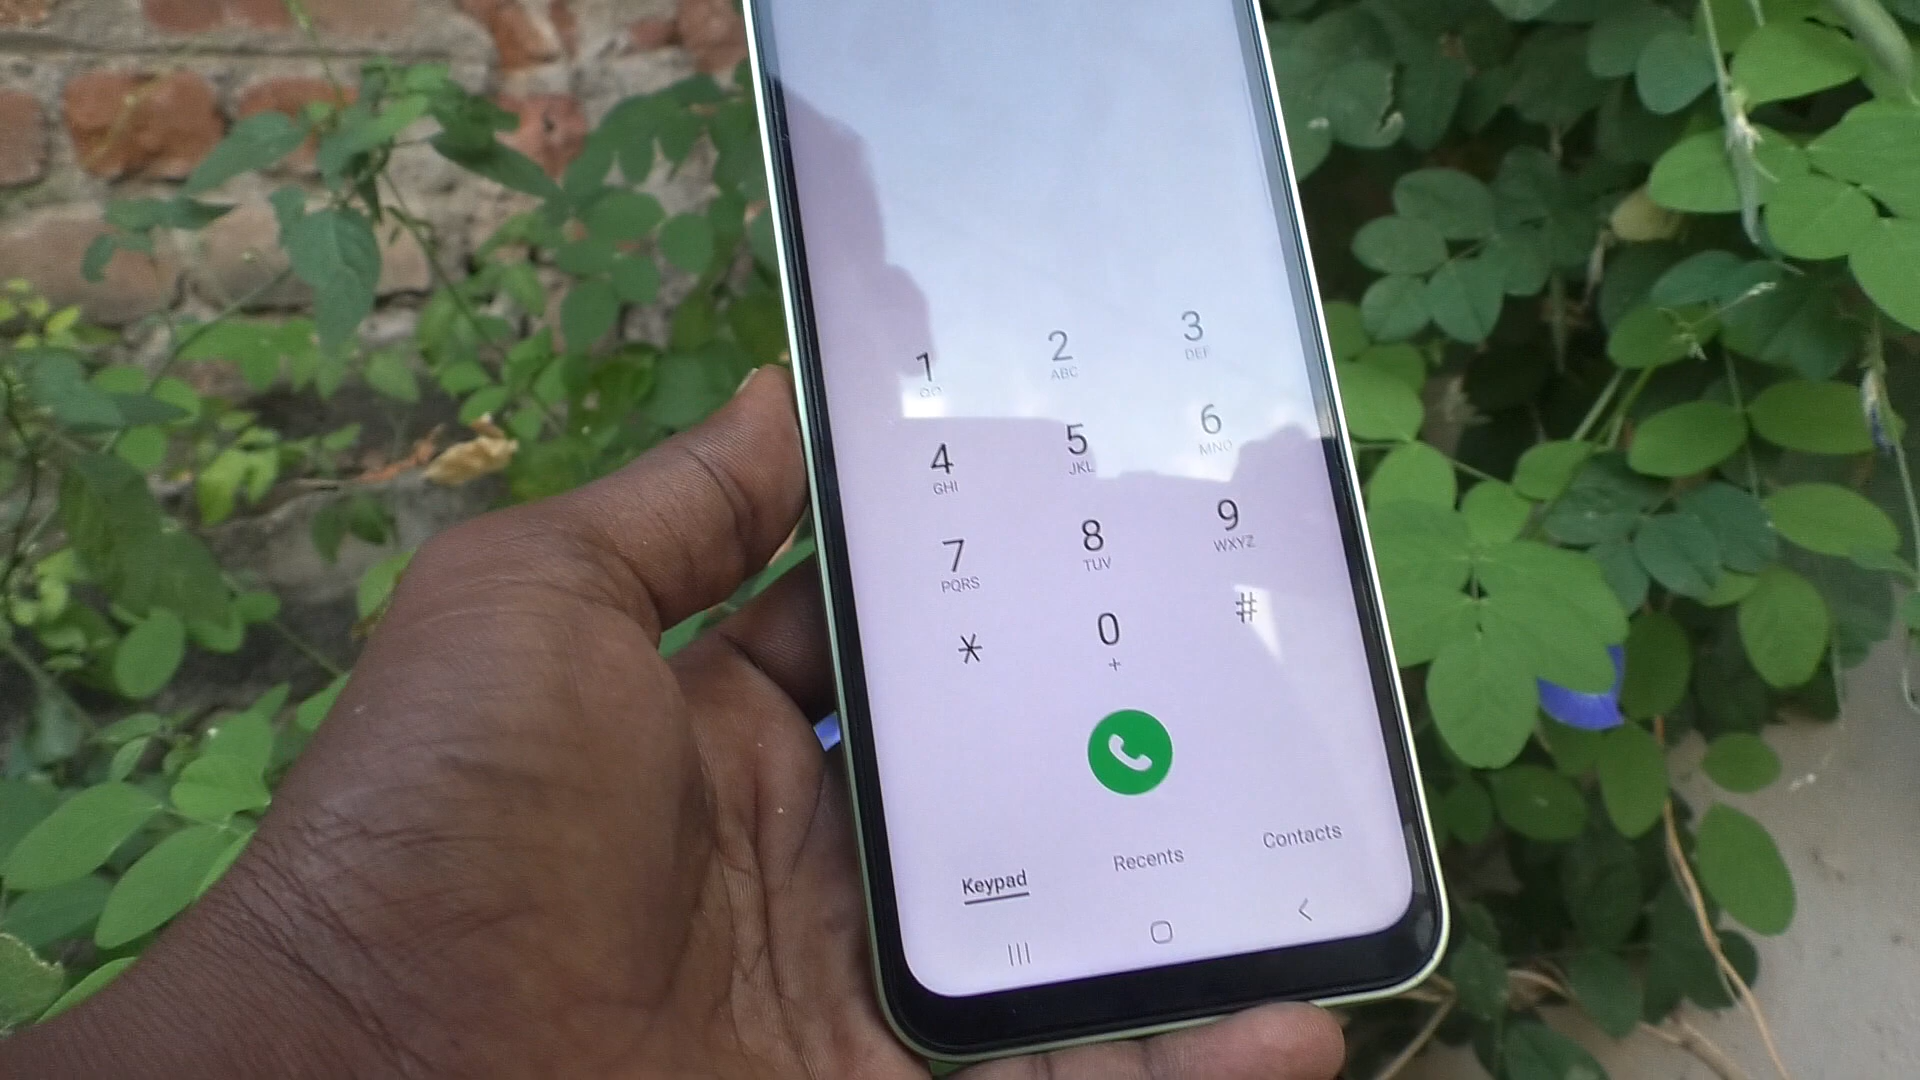 1 2 3
ABC DEF
4 5 6
GHI JKL MNO
7 8 9
PQRS TUV WXYZ
* 0 #
+
Keypad Recents Contacts